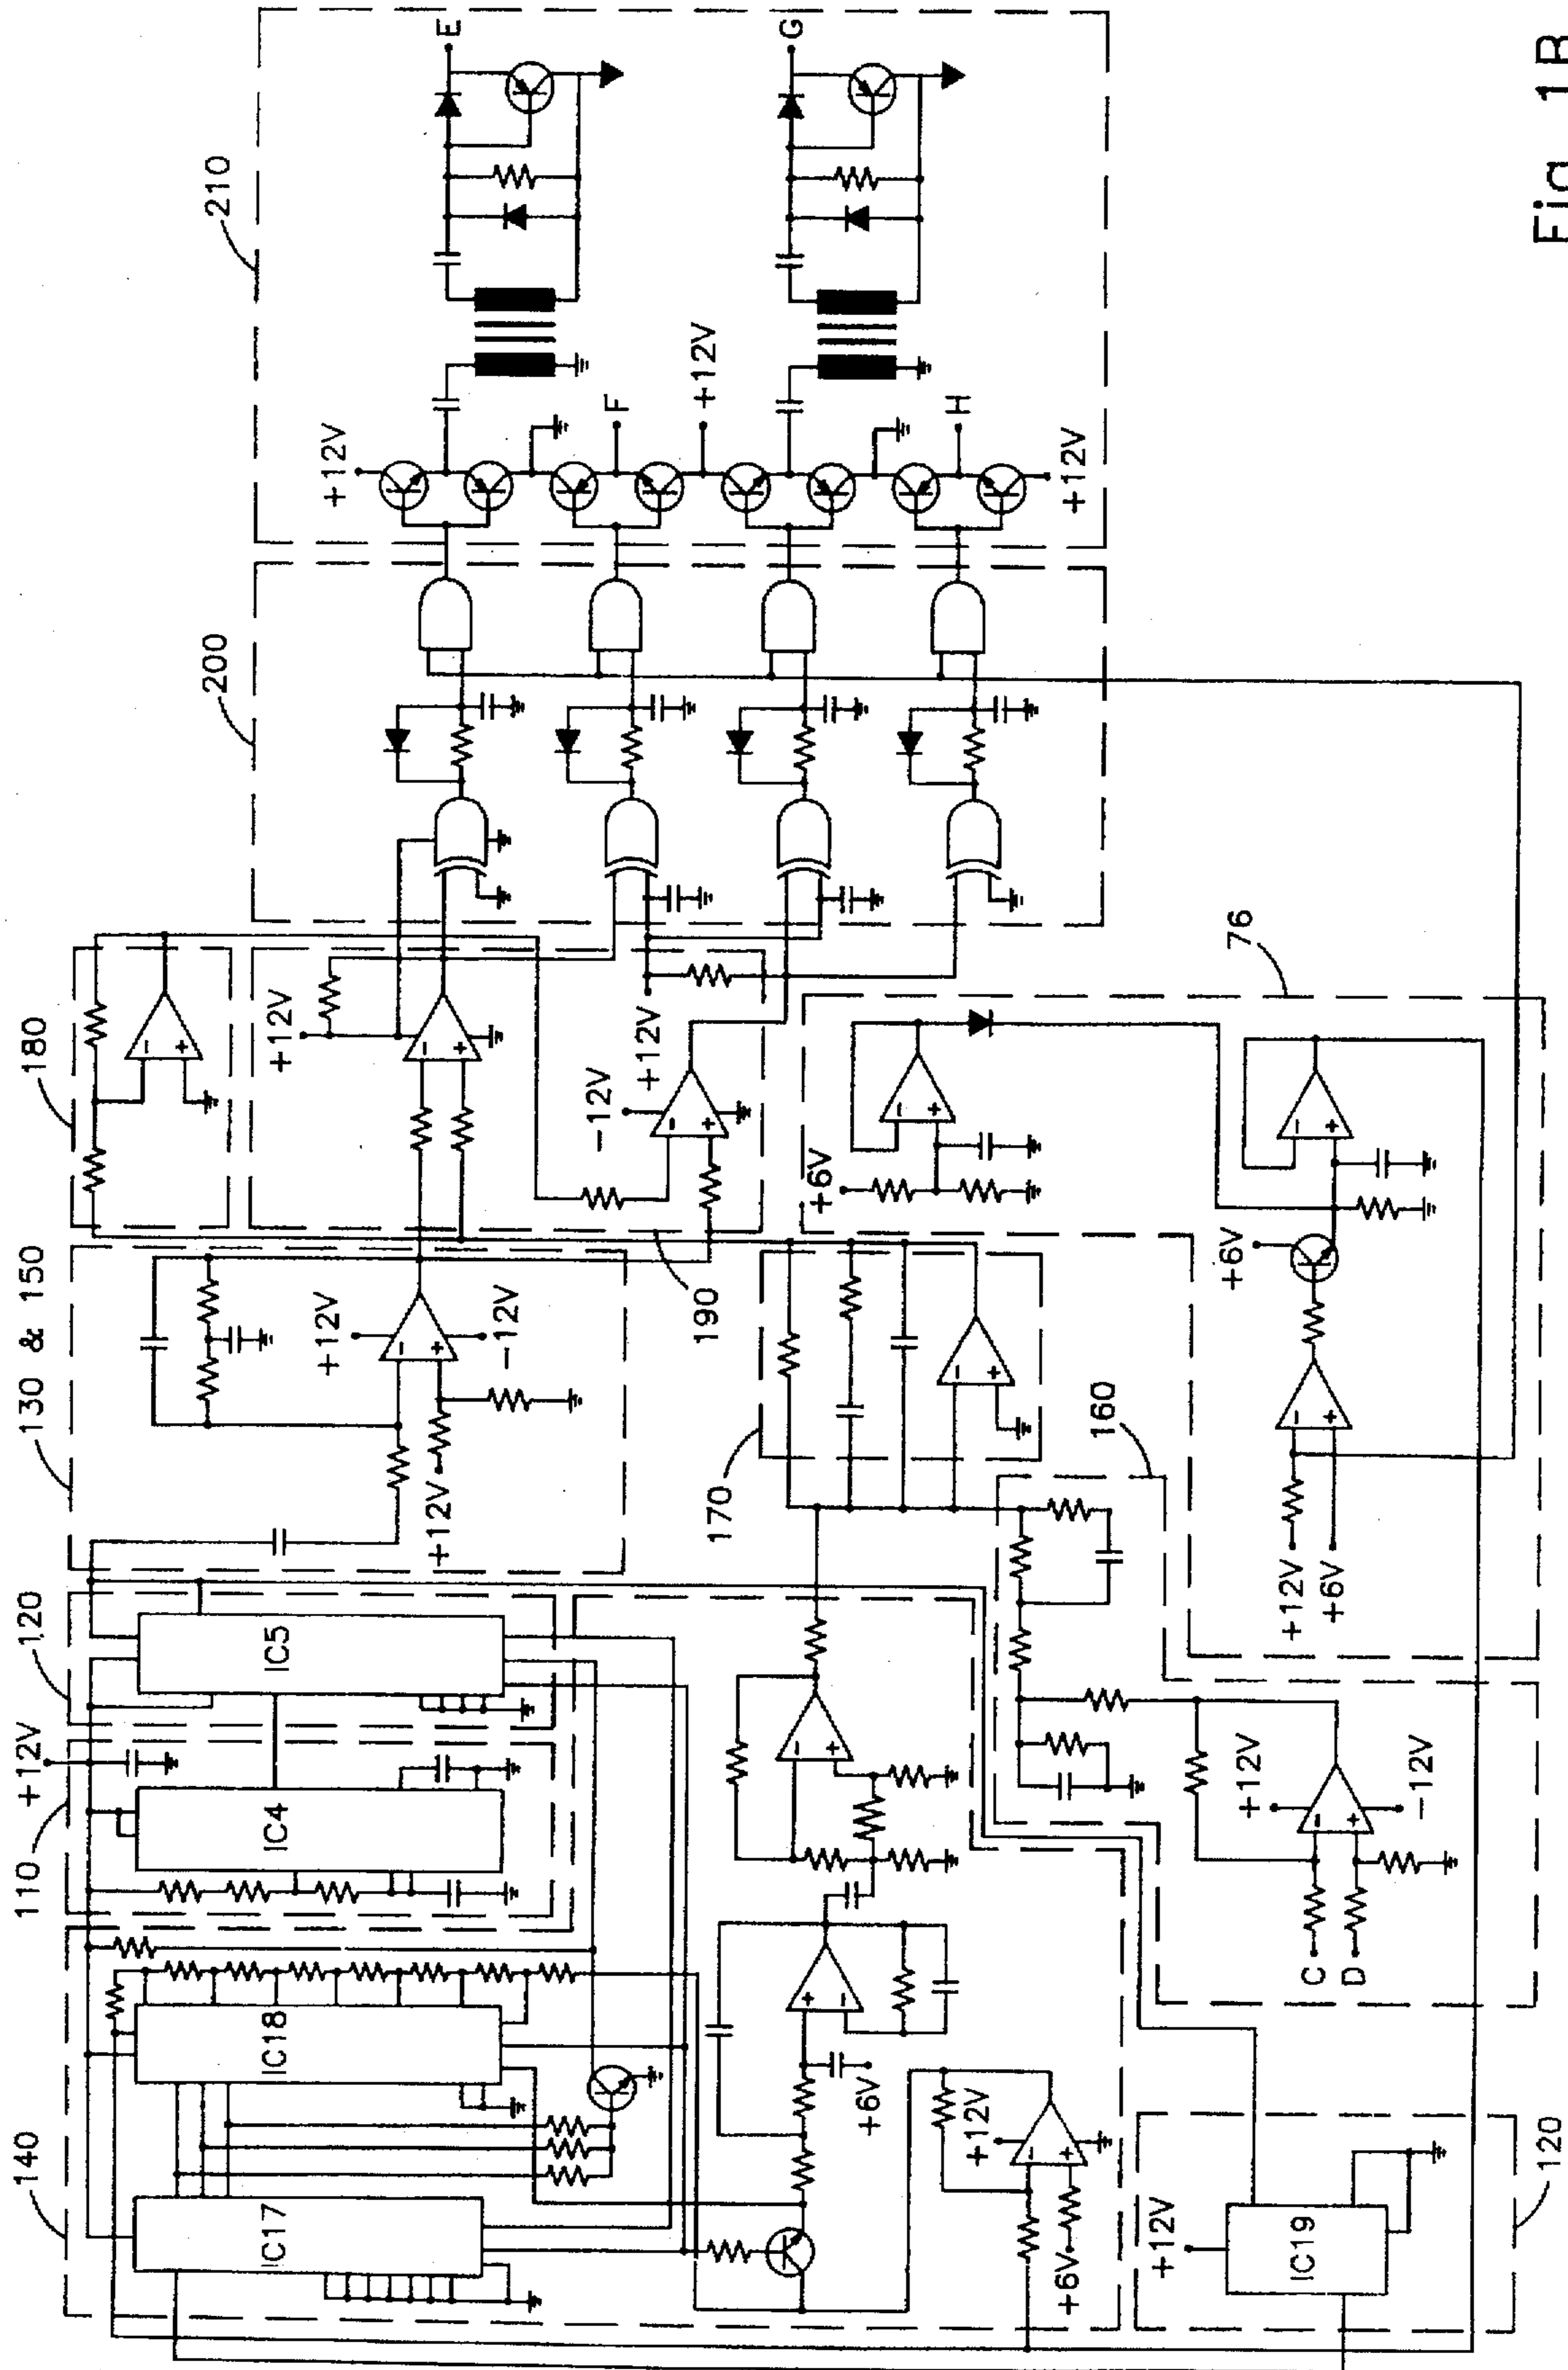 210
E
G
+12V
F
+12V
H
+12V
200
180
+12V
+12V
-12V
76
130 & 150
+12V
-12V
+12V
190
+6V
+6V
170
160
+12V
+6V
120
+12V
110
IC5
IC4
+12V
-12V
C
D
140
IC18
IC17
+6V
+12V
+6V
+12V
IC19
120
Fig. 1B
-
+
-
+
-
+
-
+
-
+
-
+
-
+
-
+
-
+
+
-
-
+
-
+